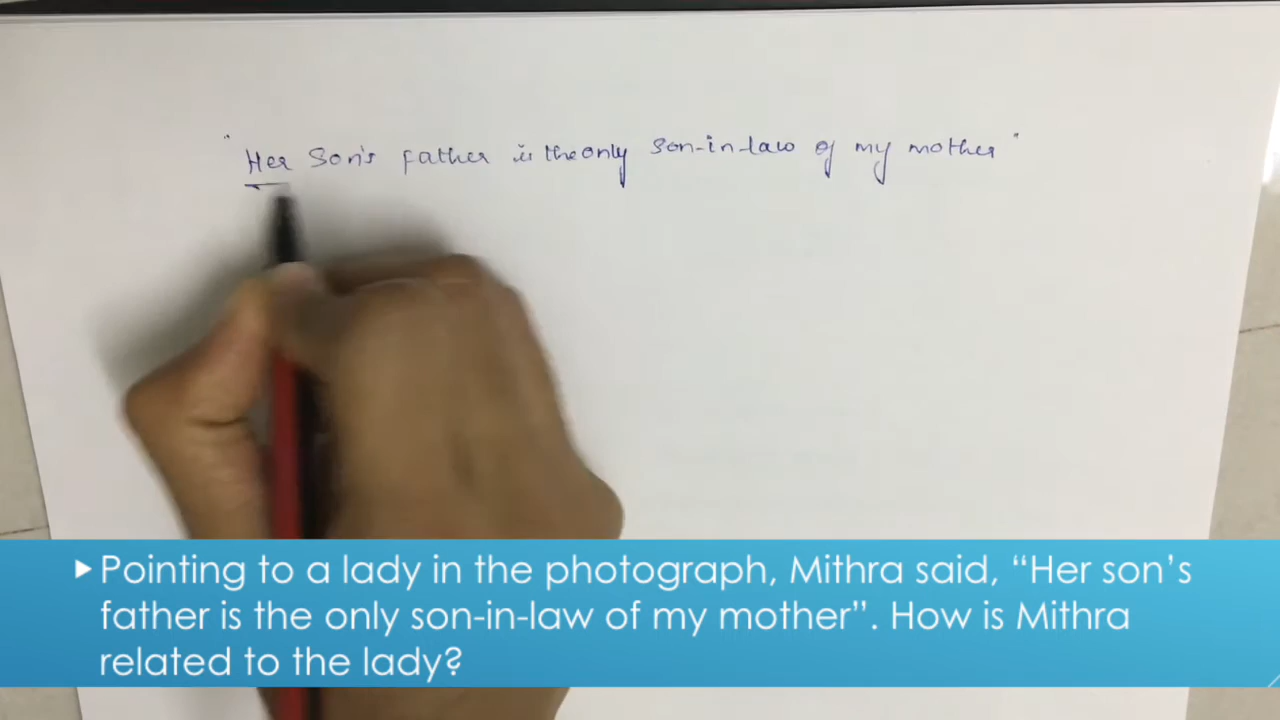 "Her Son's father is the only son-in-law of my mother"
Pointing to a lady in the photograph, Mithra said, “Her son’s
father is the only son-in-law of my mother”. How is Mithra
related to the lady?